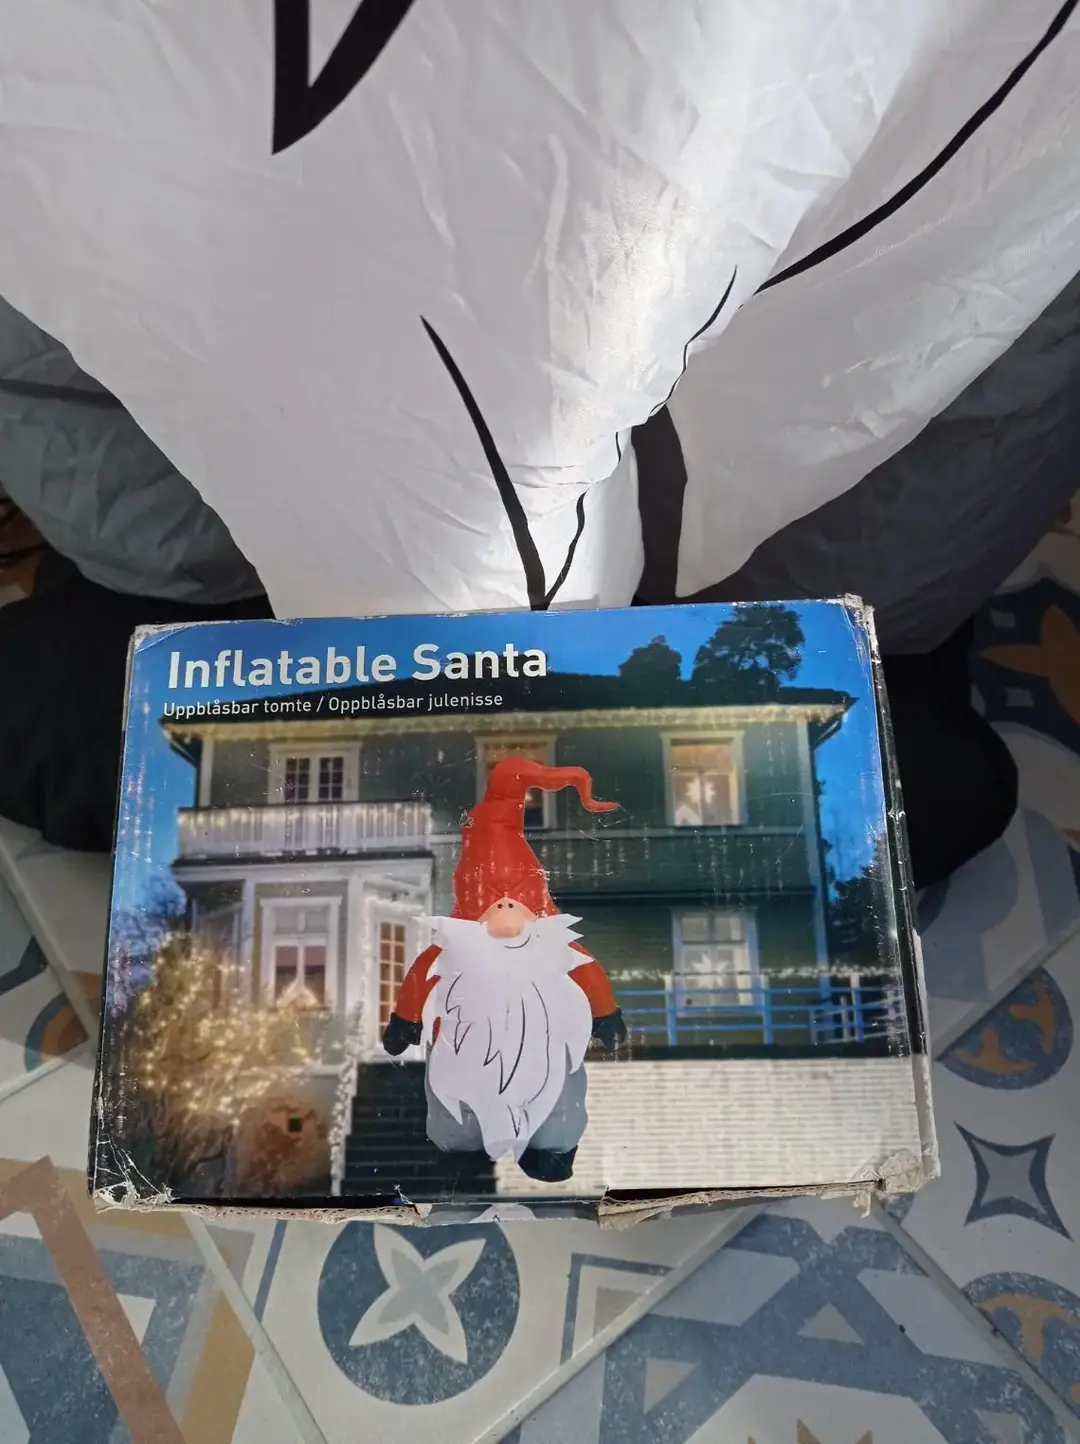 Inflatable Santa
Uppblåsbar tomte / Oppblåsbar julenisse